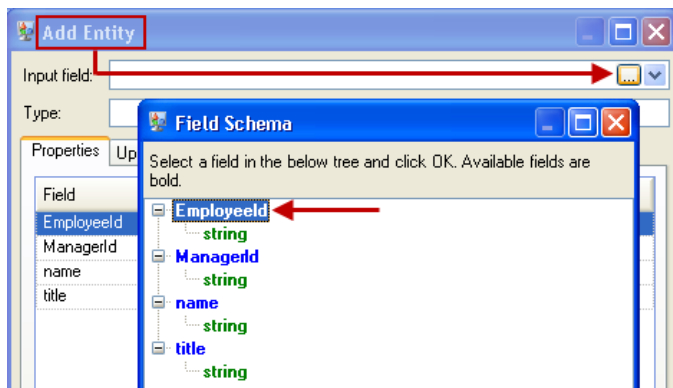 Add Entity
Input field:
...
Type:
Field Schema
Properties
Up
Select a field in the below tree and click OK. Available fields are
bold.
Field
EmployeeId
ManagerId
name
title
EmployeeId
string
ManagerId
string
name
string
title
string